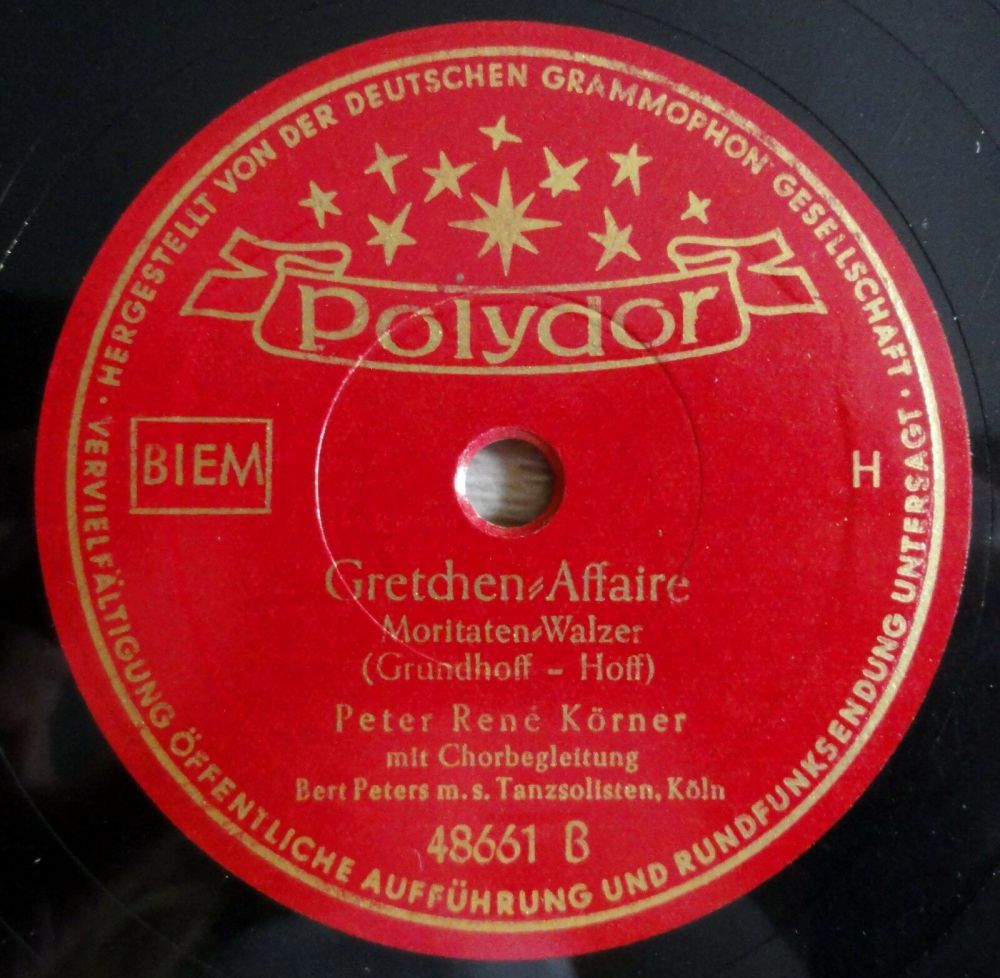 HERGESTELLT VON DER DEUTSCHEN GRAMMOPHON GESELLSCHAFT ·
VERVIELFÄLTIGUNG ÖFFENTLICHE AUFFÜHRUNG UND RUNDFUNKSENDUNG UNTERSAGT ·
Polydor
BIEM
H
Gretchen-Affaire
Moritaten-Walzer
(Grundhoff - Hoff)
Peter René Körner
mit Chorbegleitung
Bert Peters m. s. Tanzsolisten, Köln
48661 B